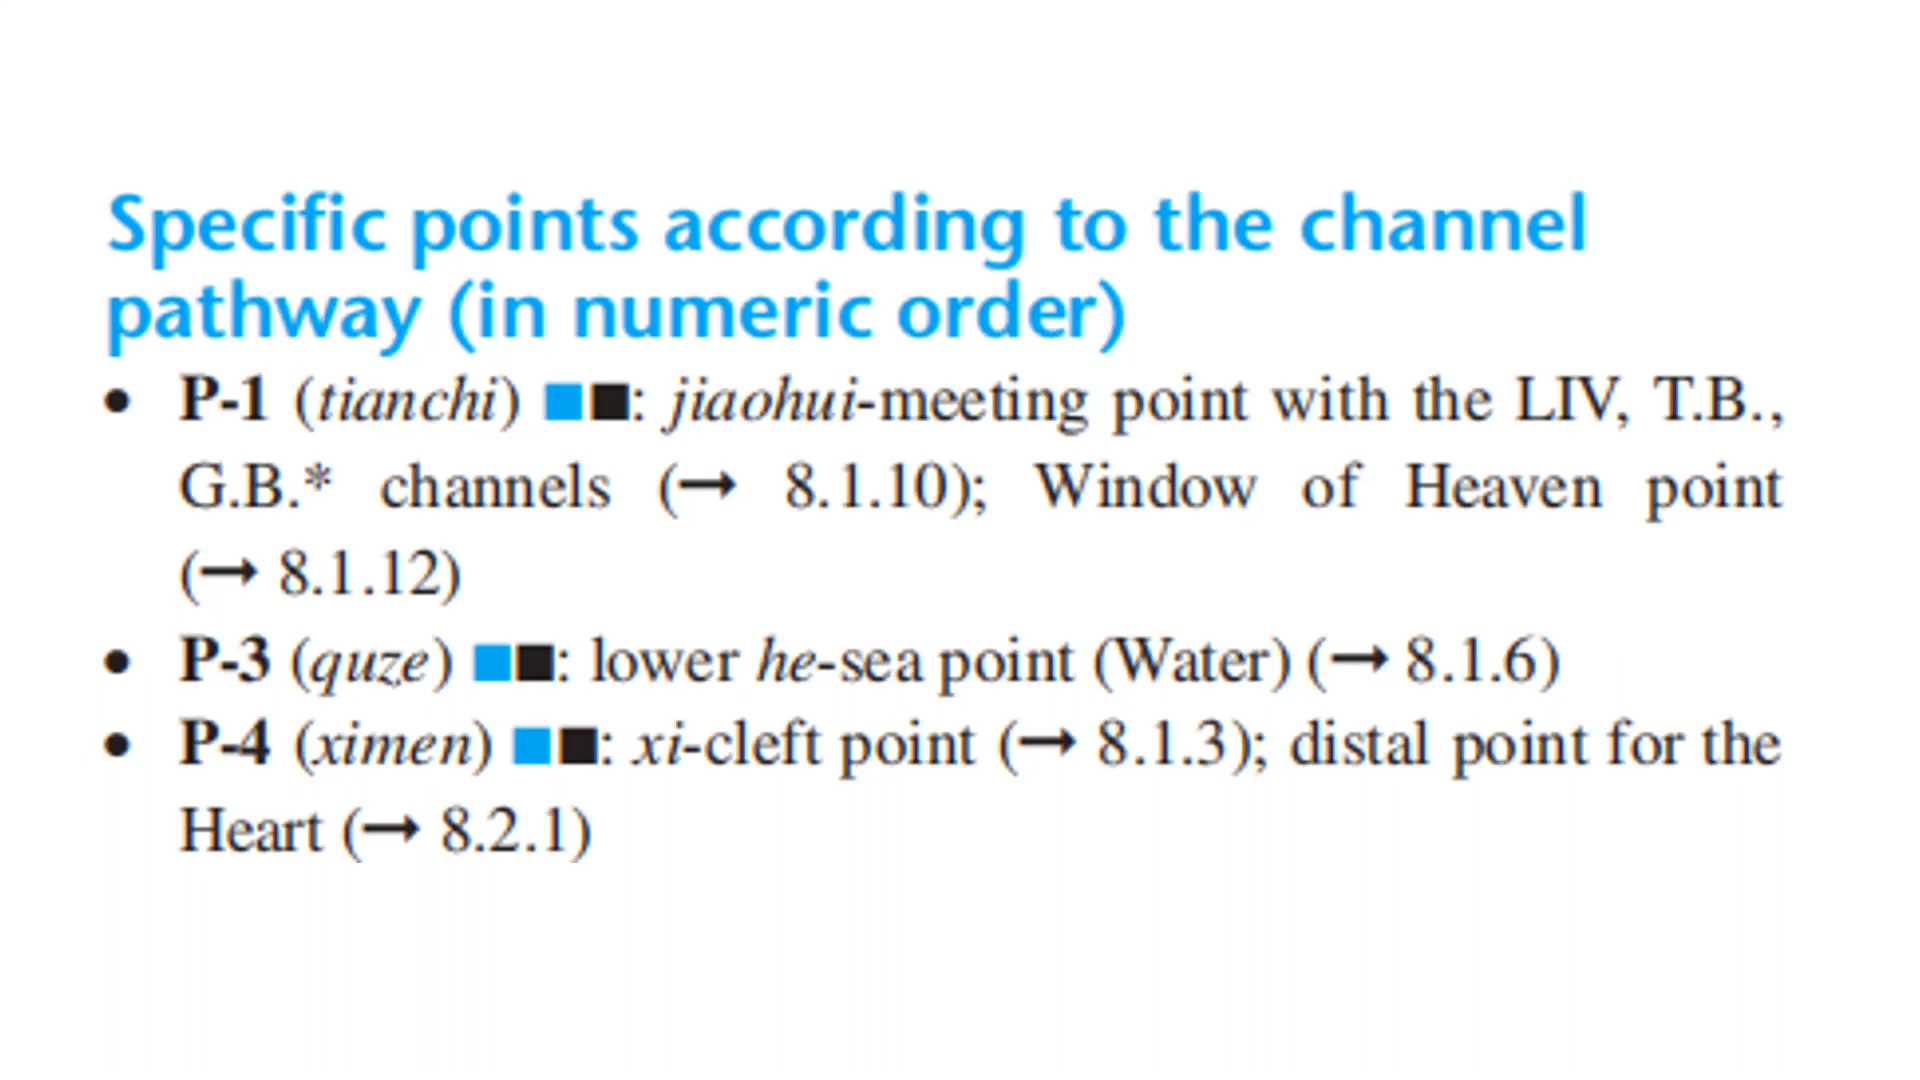 Specific points according to the channel
pathway (in numeric order)
• P-1 (tianchi) ■■: jiaohui-meeting point with the LIV, T.B.,
G.B.* channels (→ 8.1.10); Window of Heaven point
(→ 8.1.12)
• P-3 (quze) ■■: lower he-sea point (Water) (→ 8.1.6)
• P-4 (ximen) ■■: xi-cleft point (→ 8.1.3); distal point for the
Heart (→ 8.2.1)